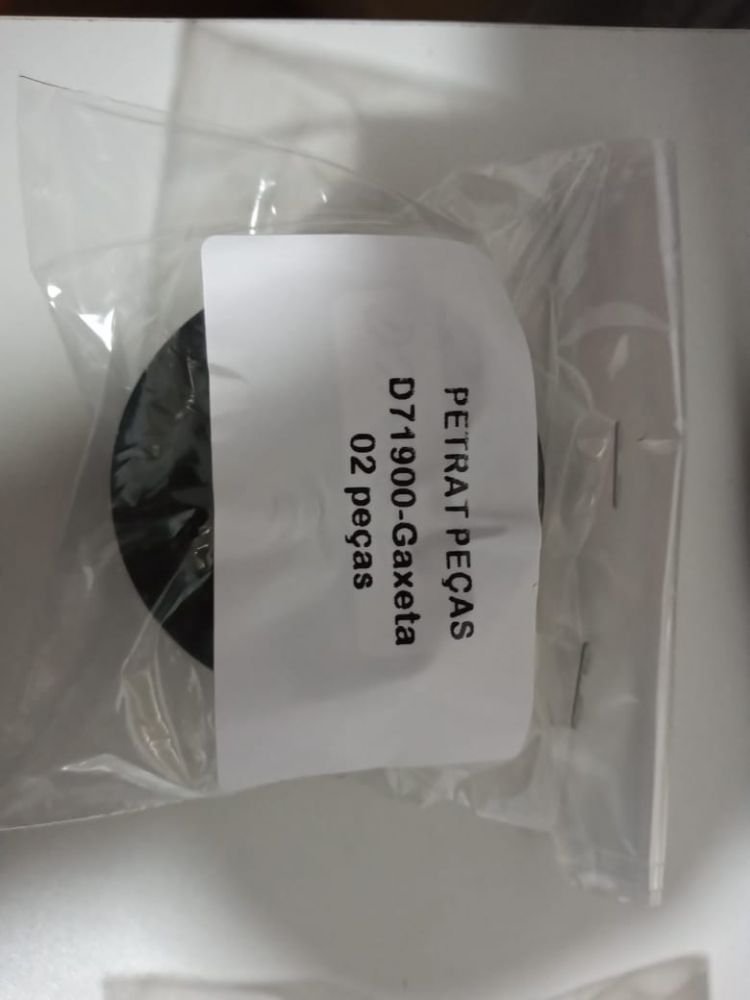 PETRAT PEÇAS
D71900-Gaxeta
02 peças